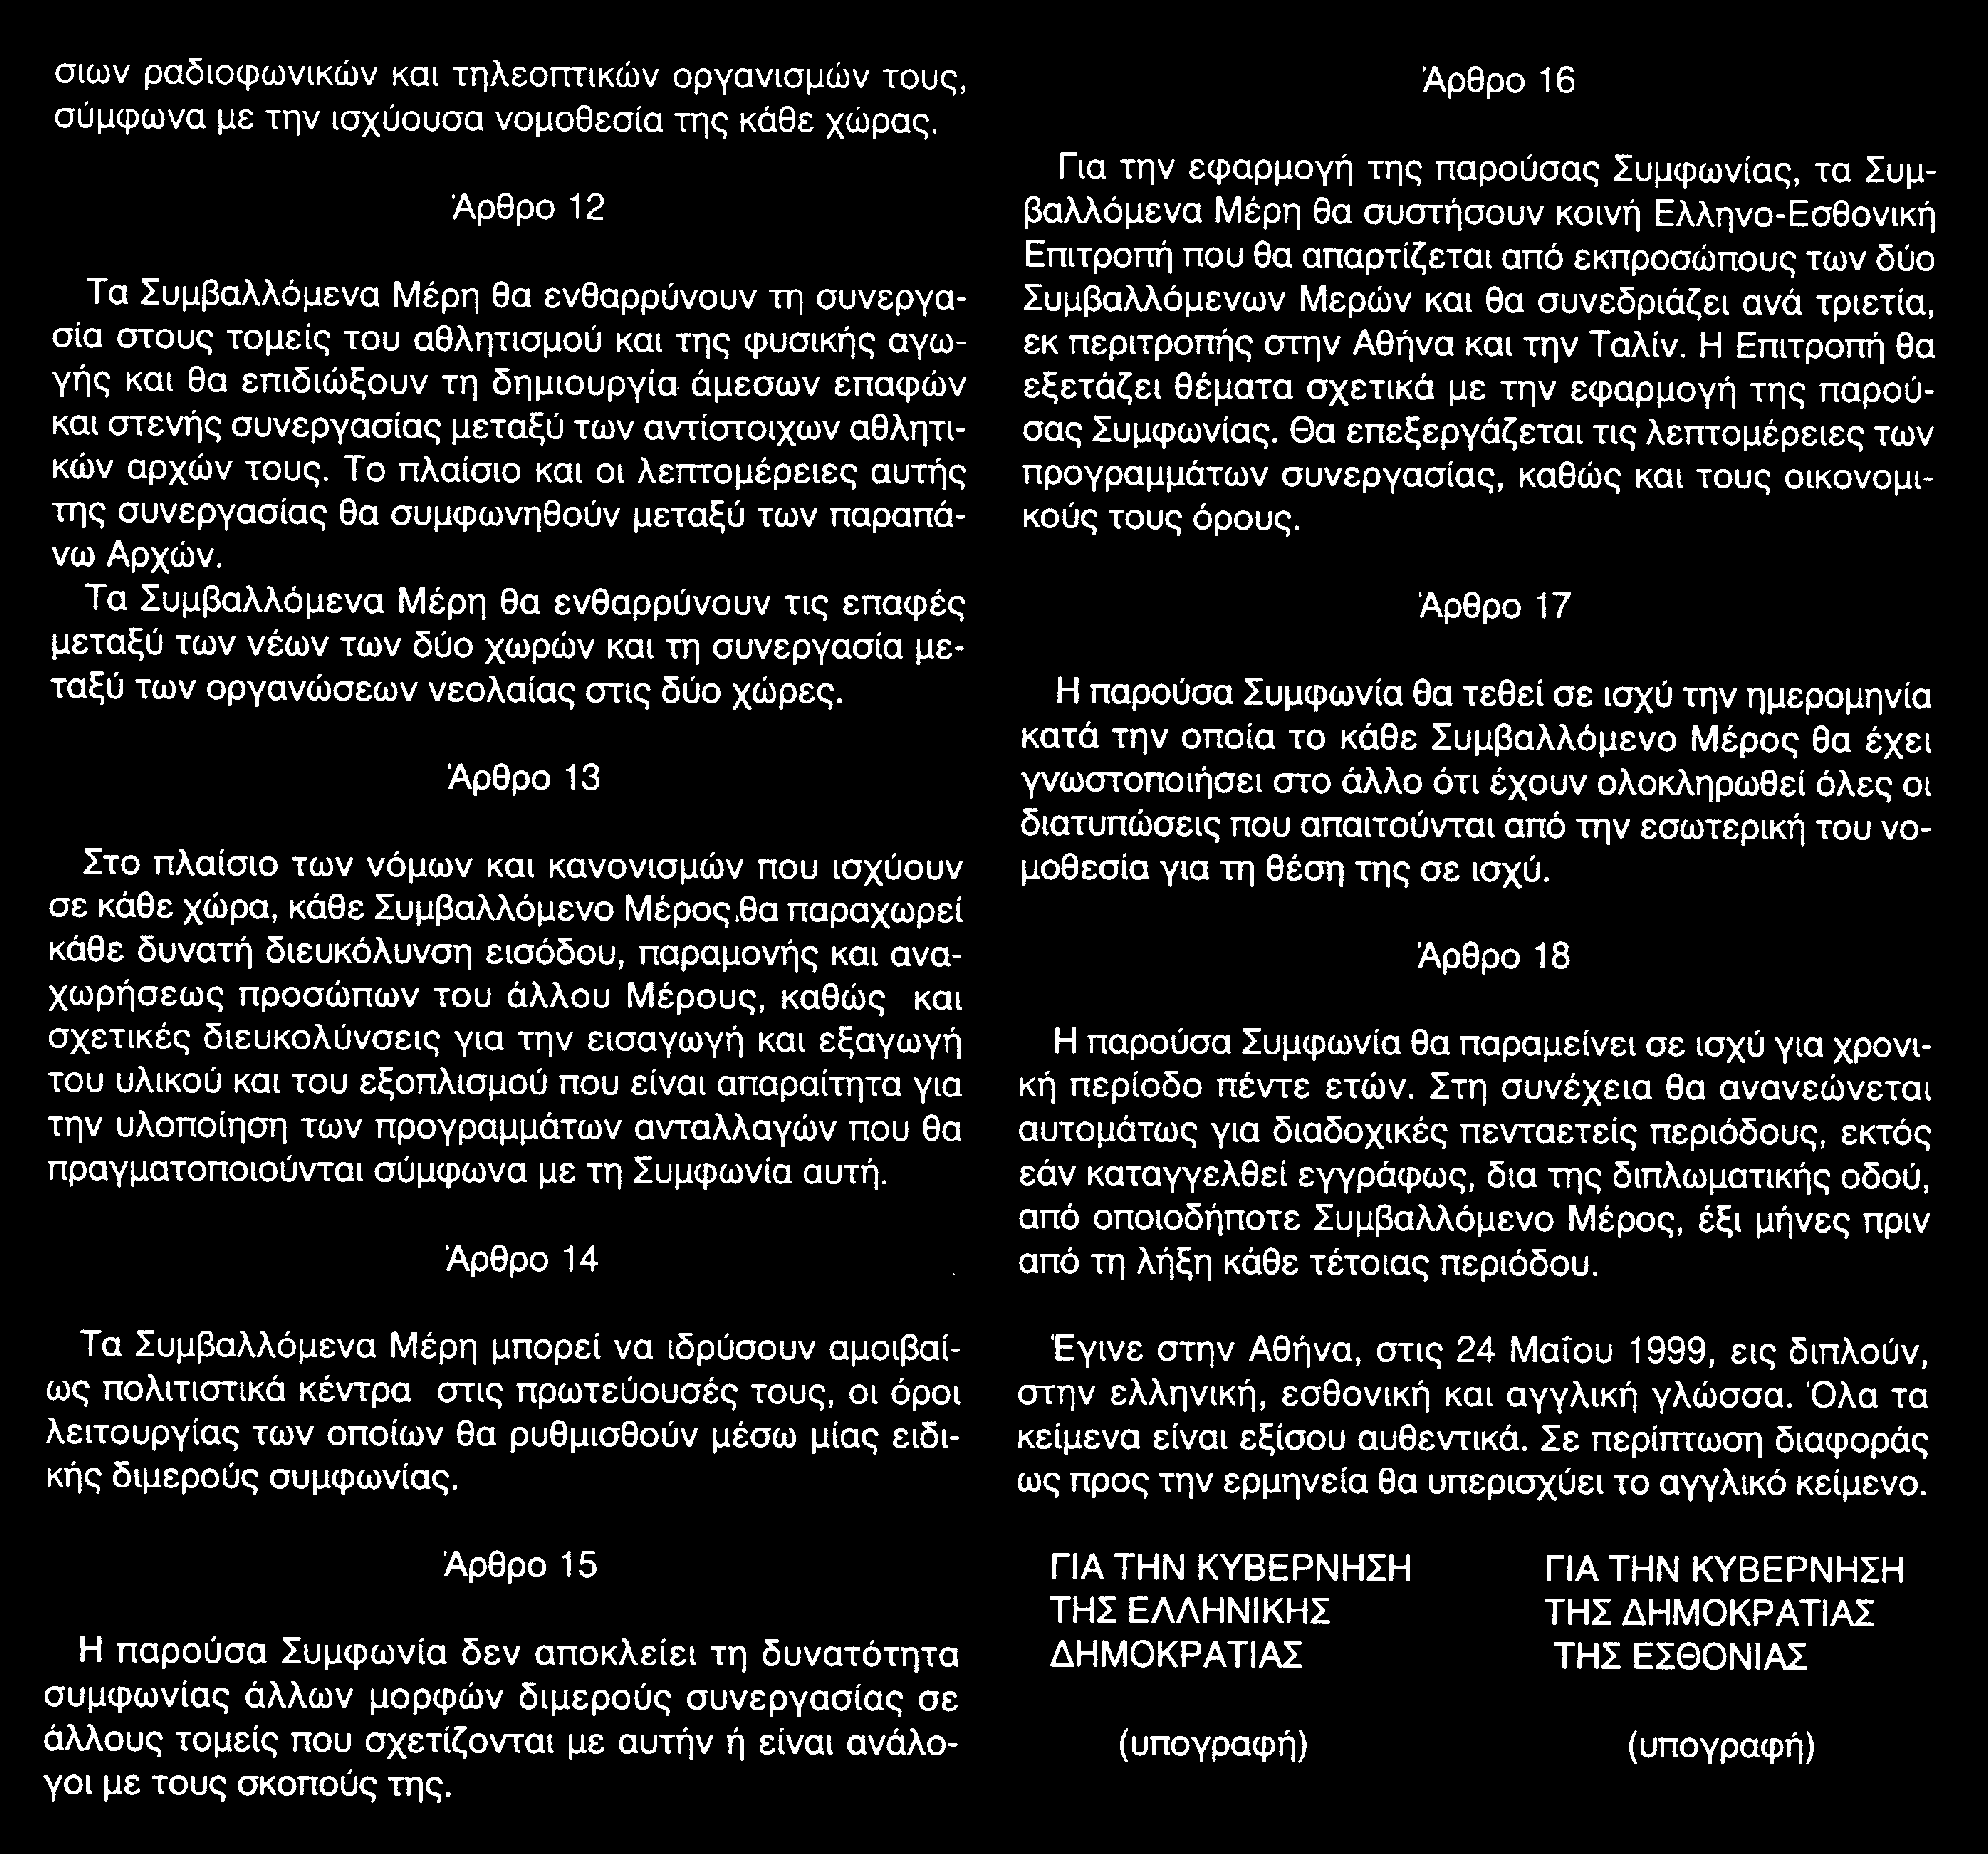 σιων ραδιοφωνικών και τηλεοπτικών οργανισμών τους,
σύμφωνα με την ισχύουσα νομοθεσία της κάθε χώρας.
Άρθρο 12
Τα Συμβαλλόμενα Μέρη θα ενθαρρύνουν τη συνεργα-
σία στους τομείς του αθλητισμού και της φυσικής αγω-
γής και θα επιδιώξουν τη δημιουργία άμεσων επαφών
και στενής συνεργασίας μεταξύ των αντίστοιχων αθλητι-
κών αρχών τους. Το πλαίσιο και οι λεπτομέρειες αυτής
της συνεργασίας θα συμφωνηθούν μεταξύ των παραπά-
νω Αρχών.
Τα Συμβαλλόμενα Μέρη θα ενθαρρύνουν τις επαφές
μεταξύ των νέων των δύο χωρών και τη συνεργασία με-
ταξύ των οργανώσεων νεολαίας στις δύο χώρες.
Άρθρο 13
Στο πλαίσιο των νόμων και κανονισμών που ισχύουν
σε κάθε χώρα, κάθε Συμβαλλόμενο Μέρος θα παραχωρεί
κάθε δυνατή διευκόλυνση εισόδου, παραμονής και ανα-
χωρήσεως προσώπων του άλλου Μέρους, καθώς και
σχετικές διευκολύνσεις για την εισαγωγή και εξαγωγή
του υλικού και του εξοπλισμού που είναι απαραίτητα για
την υλοποίηση των προγραμμάτων ανταλλαγών που θα
πραγματοποιούνται σύμφωνα με τη Συμφωνία αυτή.
Άρθρο 14
Τα Συμβαλλόμενα Μέρη μπορεί να ιδρύσουν αμοιβαί-
ως πολιτιστικά κέντρα στις πρωτεύουσές τους, οι όροι
λειτουργίας των οποίων θα ρυθμισθούν μέσω μίας ειδι-
κής διμερούς συμφωνίας.
Άρθρο 15
Η παρούσα Συμφωνία δεν αποκλείει τη δυνατότητα
συμφωνίας άλλων μορφών διμερούς συνεργασίας σε
άλλους τομείς που σχετίζονται με αυτήν ή είναι ανάλο-
γοι με τους σκοπούς της.
Άρθρο 16
Για την εφαρμογή της παρούσας Συμφωνίας, τα Συμ-
βαλλόμενα Μέρη θα συστήσουν κοινή Ελληνο-Εσθονική
Επιτροπή που θα απαρτίζεται από εκπροσώπους των δύο
Συμβαλλόμενων Μερών και θα συνεδριάζει ανά τριετία,
εκ περιτροπής στην Αθήνα και την Ταλίν. Η Επιτροπή θα
εξετάζει θέματα σχετικά με την εφαρμογή της παρού-
σας Συμφωνίας. Θα επεξεργάζεται τις λεπτομέρειες των
προγραμμάτων συνεργασίας, καθώς και τους οικονομι-
κούς τους όρους.
Άρθρο 17
Η παρούσα Συμφωνία θα τεθεί σε ισχύ την ημερομηνία
κατά την οποία το κάθε Συμβαλλόμενο Μέρος θα έχει
γνωστοποιήσει στο άλλο ότι έχουν ολοκληρωθεί όλες οι
διατυπώσεις που απαιτούνται από την εσωτερική του νο-
μοθεσία για τη θέση της σε ισχύ.
Άρθρο 18
Η παρούσα Συμφωνία θα παραμείνει σε ισχύ για χρονι-
κή περίοδο πέντε ετών. Στη συνέχεια θα ανανεώνεται
αυτομάτως για διαδοχικές πενταετείς περιόδους, εκτός
εάν καταγγελθεί εγγράφως, δια της διπλωματικής οδού,
από οποιοδήποτε Συμβαλλόμενο Μέρος, έξι μήνες πριν
από τη λήξη κάθε τέτοιας περιόδου.
Έγινε στην Αθήνα, στις 24 Μαΐου 1999, εις διπλούν,
στην ελληνική, εσθονική και αγγλική γλώσσα. Όλα τα
κείμενα είναι εξίσου αυθεντικά. Σε περίπτωση διαφοράς
ως προς την ερμηνεία θα υπερισχύει το αγγλικό κείμενο.
ΓΙΑ ΤΗΝ ΚΥΒΕΡΝΗΣΗ
ΤΗΣ ΕΛΛΗΝΙΚΗΣ
ΔΗΜΟΚΡΑΤΙΑΣ
(υπογραφή)
ΓΙΑ ΤΗΝ ΚΥΒΕΡΝΗΣΗ
ΤΗΣ ΔΗΜΟΚΡΑΤΙΑΣ
ΤΗΣ ΕΣΘΟΝΙΑΣ
(υπογραφή)